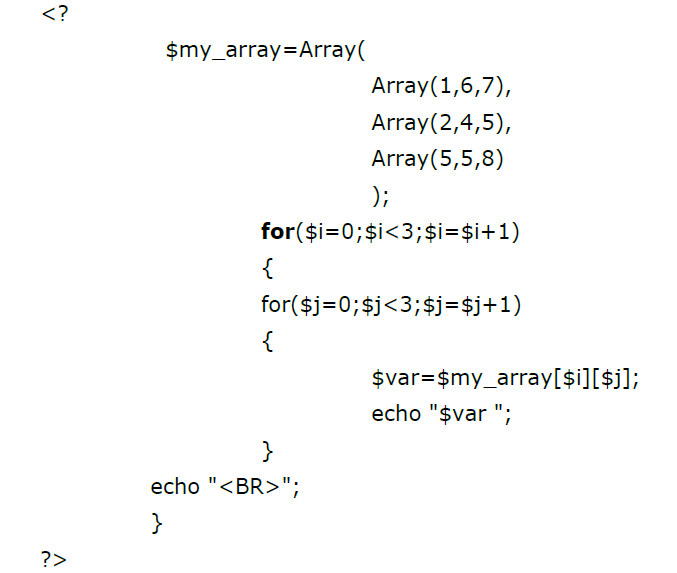 <?
$my_array=Array(
Array(1,6,7),
Array(2,4,5),
Array(5,5,8)
);
for($i=0;$i<3;$i=$i+1)
{
for($j=0;$j<3;$j=$j+1)
{
$var=$my_array[$i][$j];
echo "$var ";
}
echo "<BR>";
}
?>